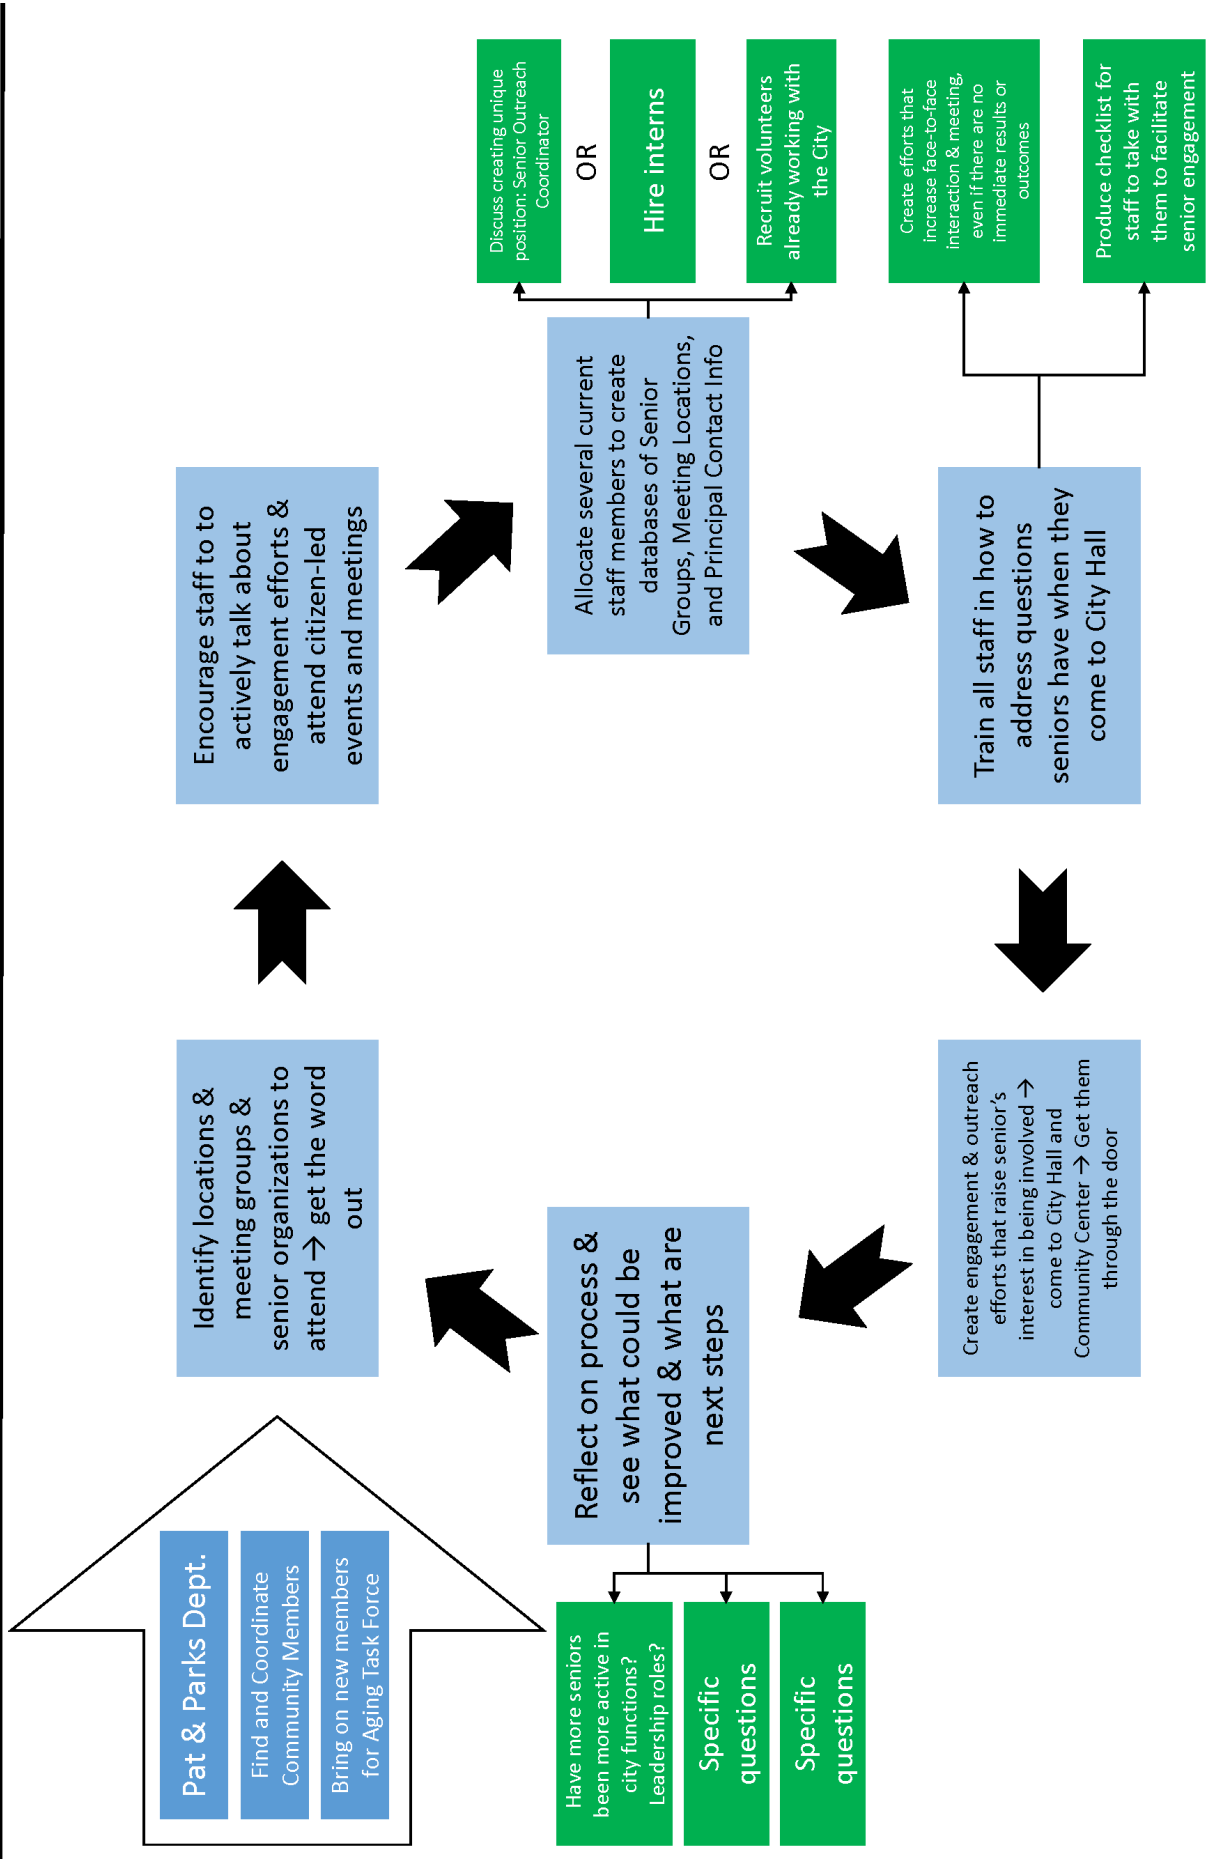 Pat & Parks Dept.
Find and Coordinate
Community Members
Bring on new members
for Aging Task Force
Identify locations &
meeting groups &
senior organizations to
attend → get the word
out
Encourage staff to to
actively talk about
engagement efforts &
attend citizen-led
events and meetings
Allocate several current
staff members to create
databases of Senior
Groups, Meeting Locations,
and Principal Contact Info
Discuss creating unique
position: Senior Outreach
Coordinator
OR
Hire interns
OR
Recruit volunteers
already working with
the City
Train all staff in how to
address questions
seniors have when they
come to City Hall
Create efforts that
increase face-to-face
interaction & meeting,
even if there are no
immediate results or
outcomes
Produce checklist for
staff to take with
them to facilitate
senior engagement
Create engagement & outreach
efforts that raise senior’s
interest in being involved →
come to City Hall and
Community Center → Get them
through the door
Reflect on process &
see what could be
improved & what are
next steps
Have more seniors
been more active in
city functions?
Leadership roles?
Specific
questions
Specific
questions